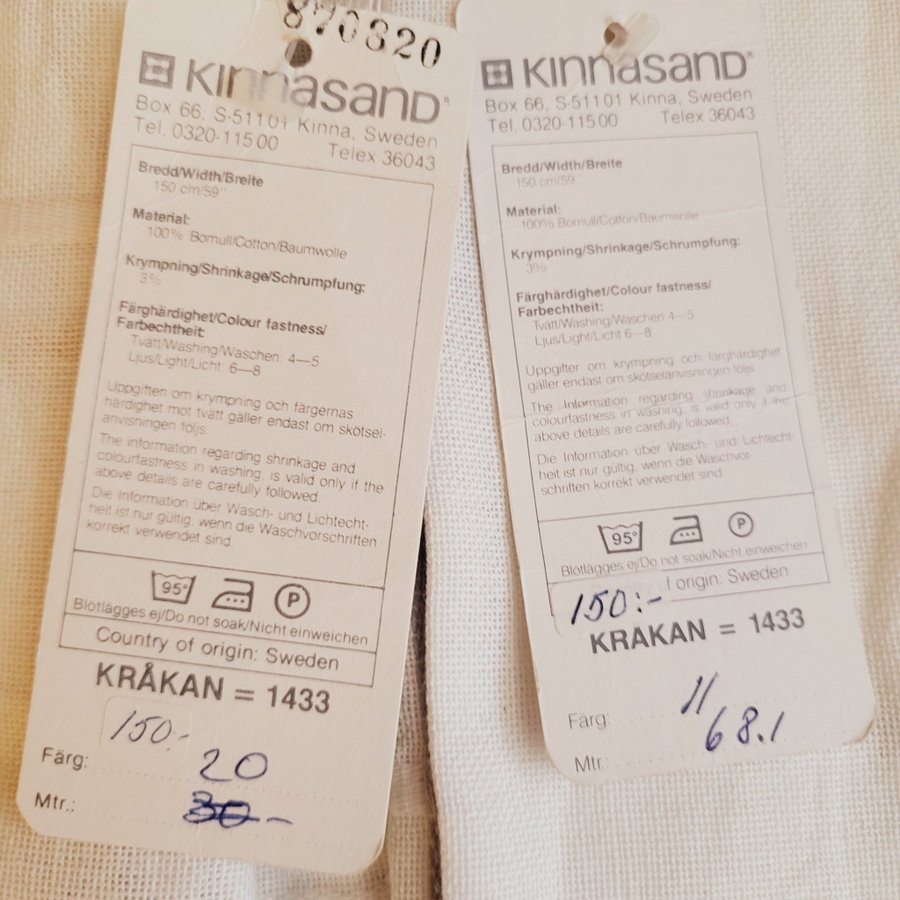 870320
KINNASAND
Box 66, S-51101 Kinna, Sweden
Tel. 0320-115 00 Telex 36043
Bredd/Width/Breite
150 cm/59"
Material:
100% Bomull/Cotton/Baumwolle
Krympning/Shrinkage/Schrumpfung:
3%
Färghärdighet/Colour fastness/
Farbechtheit:
Tvätt/Washing/Waschen: 4—5
Ljus/Light/Licht: 6—8
Uppgiften om krympning och färgernas
härdighet mot tvätt gäller endast om skötsel-
anvisningen följs.
The information regarding shrinkage and
colourfastness in washing, is valid only if the
above details are carefully followed.
Die Information über Wasch- und Lichtecht-
heit ist nur gültig, wenn die Waschvorschriften
korrekt verwendet sind.
95° P
Blötlägges ej/Do not soak/Nicht einweichen
Country of origin: Sweden
KRÅKAN = 1433
150.-
Färg: 20
Mtr.: 30-
KINNASAND
Box 66, S-51101 Kinna, Sweden
Tel. 0320-115 00 Telex 36043
Bredd/Width/Breite
150 cm/59"
Material:
100% Bomull/Cotton/Baumwolle
Krympning/Shrinkage/Schrumpfung:
3%
Färghärdighet/Colour fastness/
Farbechtheit:
Tvätt/Washing/Waschen 4—5
Ljus/Light/Licht 6—8
Uppgifter om krympning och färghärdighet
gäller endast om skötselanvisningen följs.
The Information regarding shrinkage and
colourfastness in washing, is valid only if the
above details are carefully followed.
Die Information über Wasch- und Lichtecht-
heit ist nur gültig, wenn die Waschvor-
schriften korrekt verwendet sind.
95° P
Blötlägges ej/Do not soak/Nicht einweichen
150:- f origin: Sweden
KRÅKAN = 1433
Färg: 11
Mtr.: 68.1